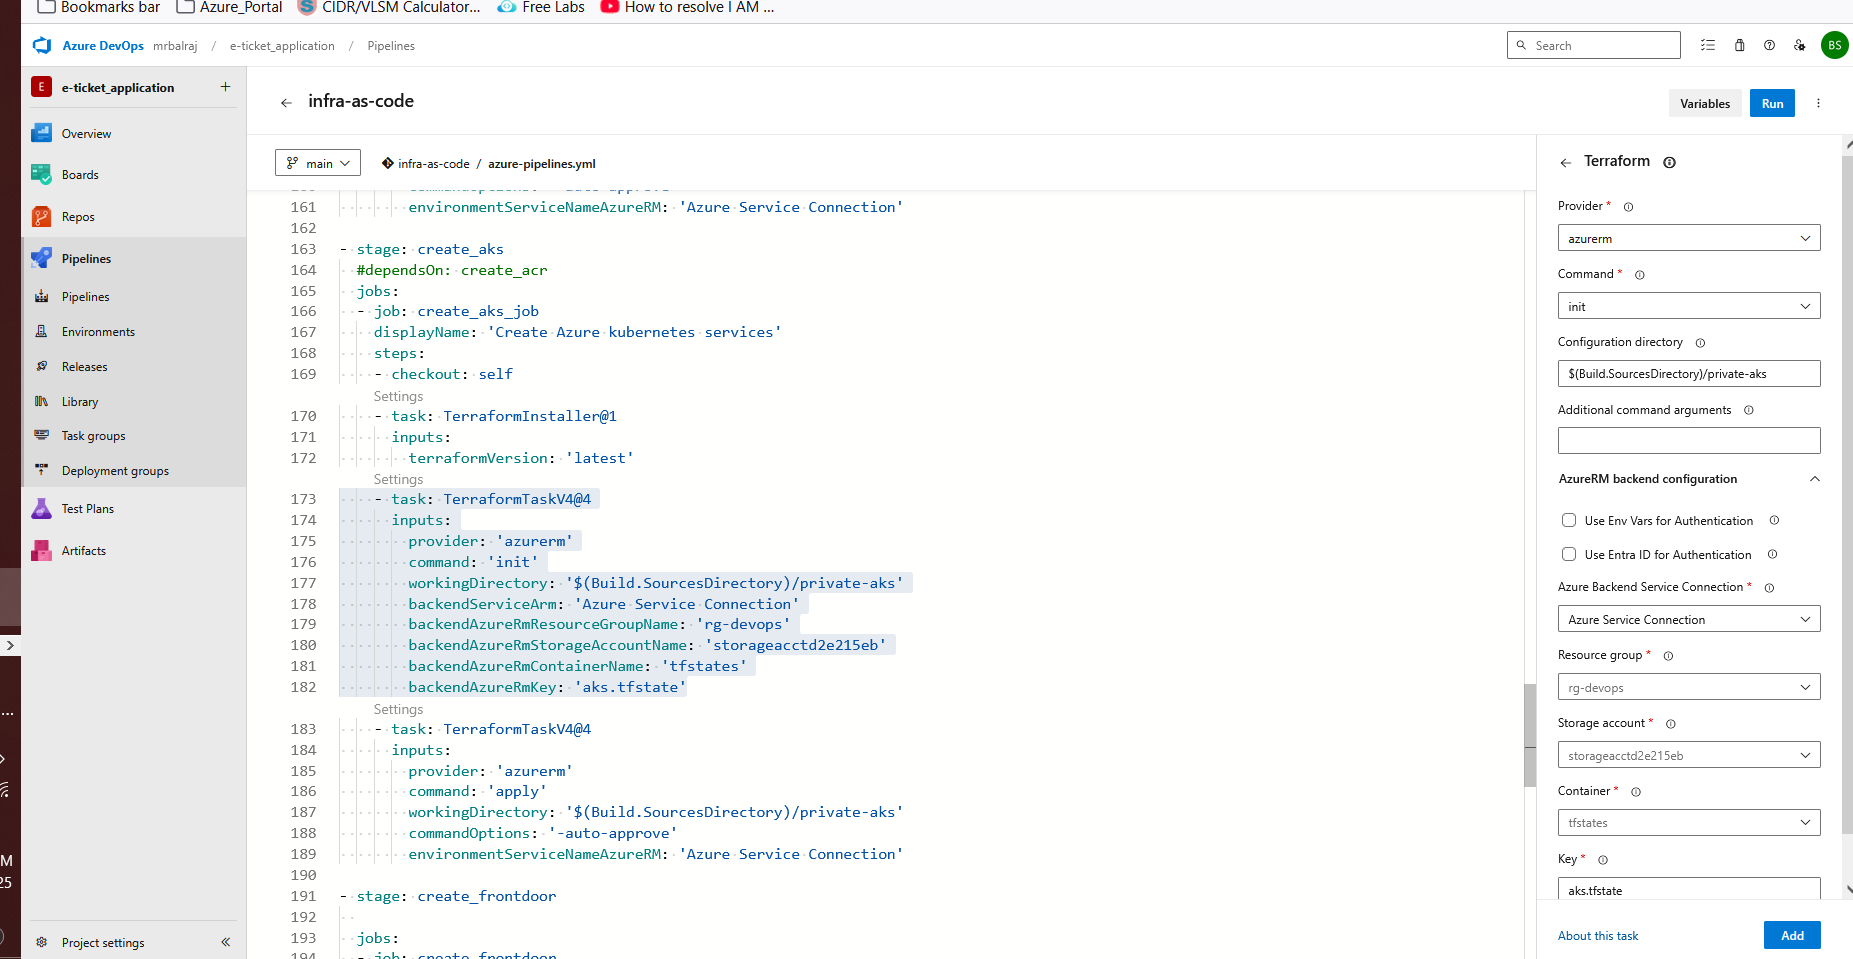 Bookmarks bar Azure_Portal CIDR/VLSM Calculator... Free Labs How to resolve I AM ...
Azure DevOps mrbalraj / e-ticket_application / Pipelines Search BS
E e-ticket_application +
Overview
Boards
Repos
Pipelines
Pipelines
Environments
Releases
Library
Task groups
Deployment groups
Test Plans
Artifacts
Project settings
infra-as-code Variables Run
main infra-as-code / azure-pipelines.yml
161 environmentServiceNameAzureRM: 'Azure Service Connection'
162
163 - stage: create_aks
164 #dependsOn: create_acr
165 jobs:
166 - job: create_aks_job
167 displayName: 'Create Azure kubernetes services'
168 steps:
169 - checkout: self
Settings
170 - task: TerraformInstaller@1
171 inputs:
172 terraformVersion: 'latest'
Settings
173 - task: TerraformTaskV4@4
174 inputs:
175 provider: 'azurerm'
176 command: 'init'
177 workingDirectory: '$(Build.SourcesDirectory)/private-aks'
178 backendServiceArm: 'Azure Service Connection'
179 backendAzureRmResourceGroupName: 'rg-devops'
180 backendAzureRmStorageAccountName: 'storageacctd2e215eb'
181 backendAzureRmContainerName: 'tfstates'
182 backendAzureRmKey: 'aks.tfstate'
Settings
183 - task: TerraformTaskV4@4
184 inputs:
185 provider: 'azurerm'
186 command: 'apply'
187 workingDirectory: '$(Build.SourcesDirectory)/private-aks'
188 commandOptions: '-auto-approve'
189 environmentServiceNameAzureRM: 'Azure Service Connection'
190
191 - stage: create_frontdoor
192
193 jobs:
194 - job: create_frontdoor
Terraform
Provider *
azurerm
Command *
init
Configuration directory
$(Build.SourcesDirectory)/private-aks
Additional command arguments
AzureRM backend configuration
Use Env Vars for Authentication
Use Entra ID for Authentication
Azure Backend Service Connection *
Azure Service Connection
Resource group *
rg-devops
Storage account *
storageacctd2e215eb
Container *
tfstates
Key *
aks.tfstate
About this task Add
M
25